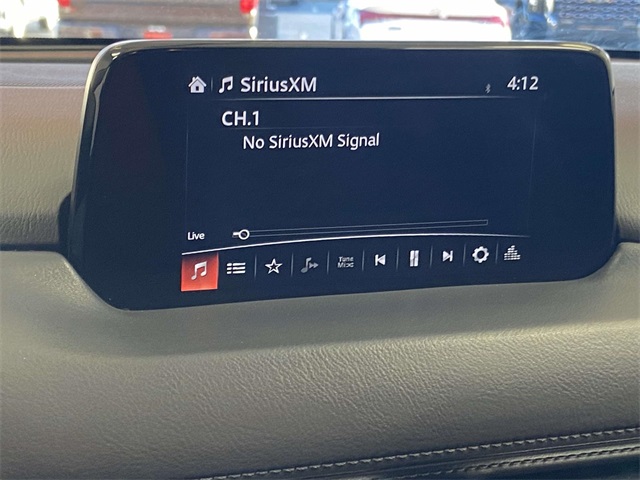 SiriusXM 4:12
CH.1
No SiriusXM Signal
Live
Tune
Mix